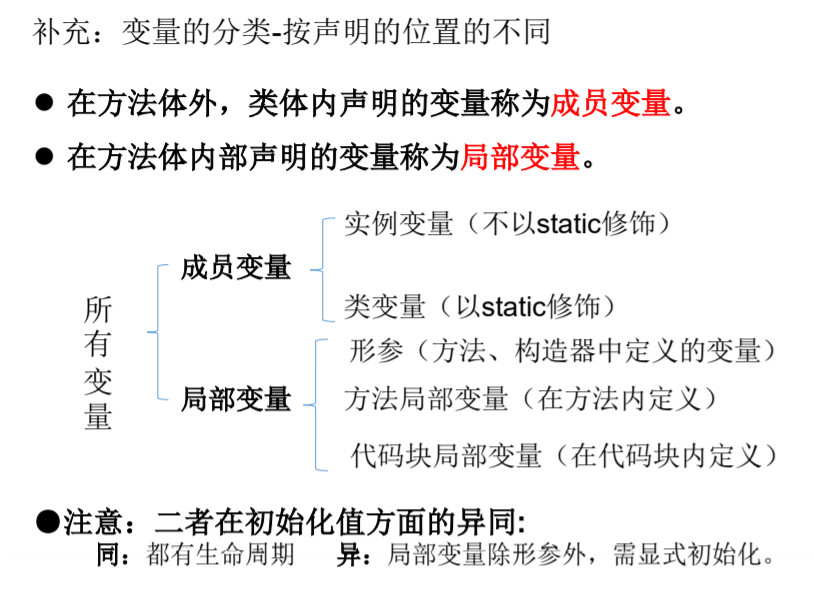 补充：变量的分类-按声明的位置的不同
● 在方法体外，类体内声明的变量称为成员变量。
● 在方法体内部声明的变量称为局部变量。
所有变量
成员变量
实例变量（不以static修饰）
类变量（以static修饰）
局部变量
形参（方法、构造器中定义的变量）
方法局部变量（在方法内定义）
代码块局部变量（在代码块内定义）
●注意：二者在初始化值方面的异同:
同：都有生命周期 异：局部变量除形参外，需显式初始化。